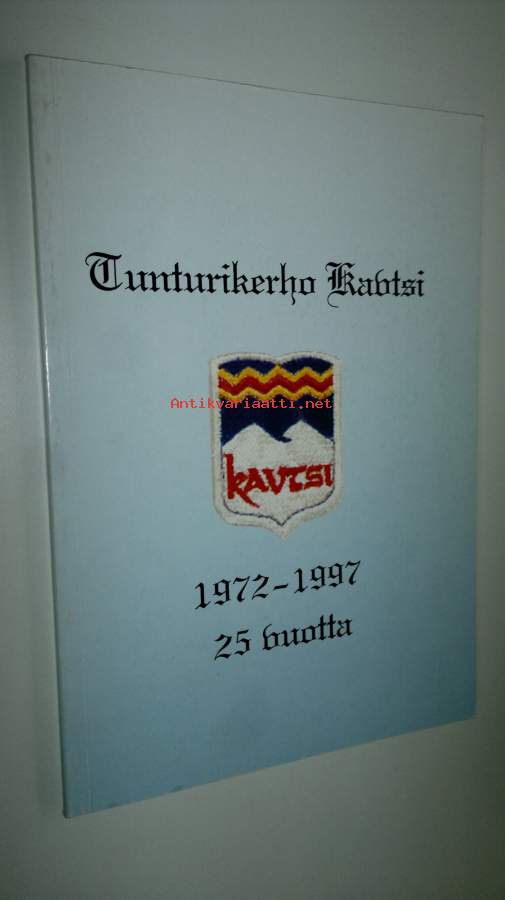 Tunturikerho Kavtsi
Antikvariaatti.net
kAVTSI
1972-1997
25 vuotta